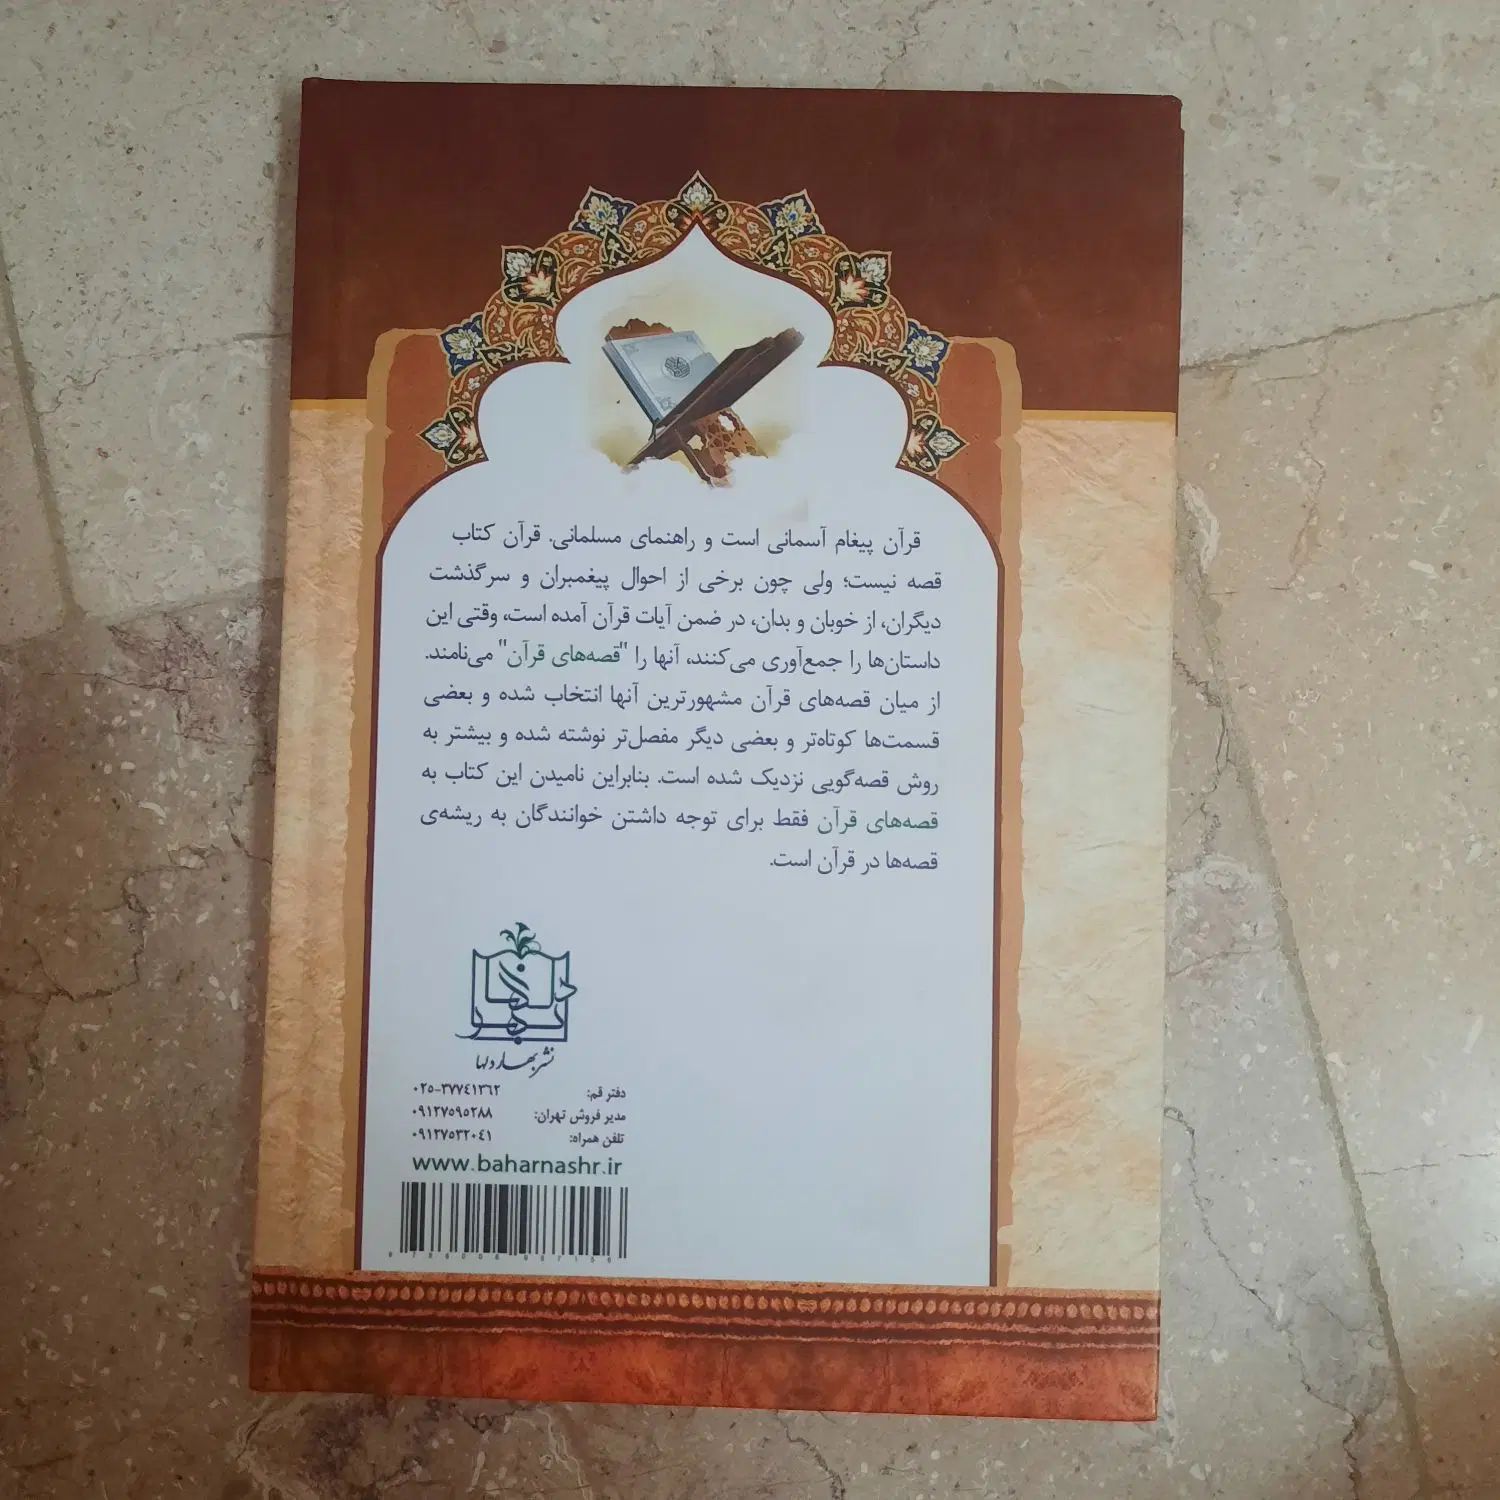 قرآن پیغام آسمانی است و راهنمای مسلمانی. قرآن کتاب
قصه نیست؛ ولی چون برخی از احوال پیغمبران و سرگذشت
دیگران، از خوبان و بدان، در ضمن آیات قرآن آمده است، وقتی این
داستان‌ها را جمع‌آوری می‌کنند، آنها را "قصه‌های قرآن" می‌نامند.
از میان قصه‌های قرآن مشهورترین آنها انتخاب شده و بعضی
قسمت‌ها کوتاه‌تر و بعضی دیگر مفصل‌تر نوشته شده و بیشتر به
روش قصه‌گویی نزدیک شده است. بنابراین نامیدن این کتاب به
قصه‌های قرآن فقط برای توجه داشتن خوانندگان به ریشه‌ی
قصه‌ها در قرآن است.
بهار دلها
نشر بهار دلها
دفتر قم: ۰۲۵-۳۷۷۴۱۳۶۲
مدیر فروش تهران: ۰۹۱۲۷۵۹۵۲۸۸
تلفن همراه: ۰۹۱۲۷۵۳۲۰۴۱
www.baharnashr.ir